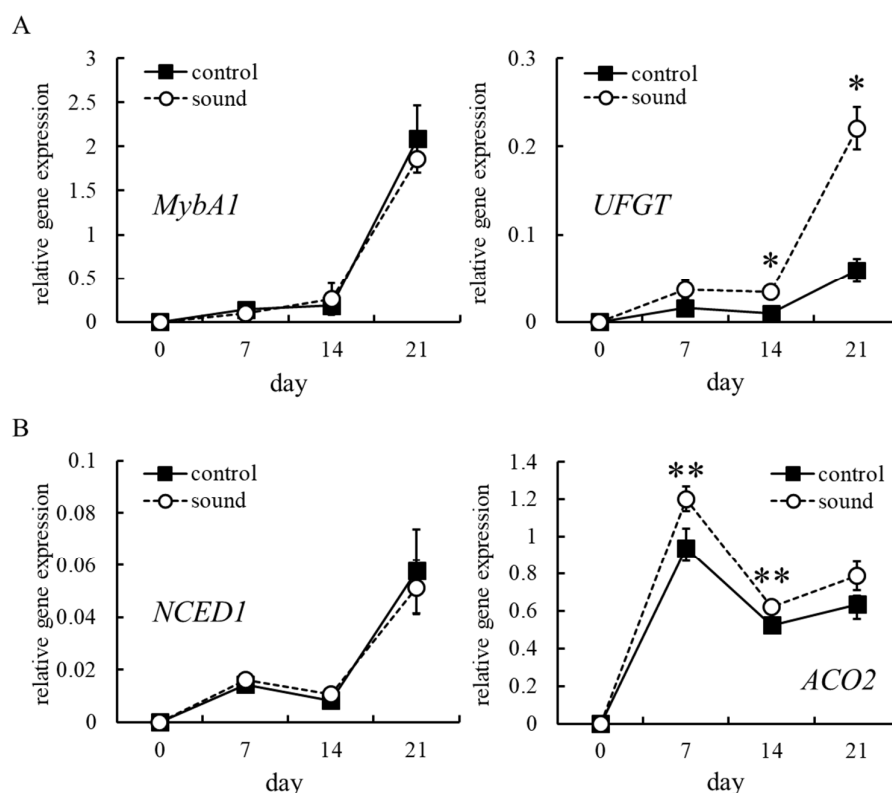 A
relative gene expression
3
2.5
2
1.5
1
0.5
0
control
sound
MybA1
0
7
14
21
day
relative gene expression
0.3
0.2
0.1
0
control
sound
UFGT
*
*
0
7
14
21
day
B
relative gene expression
0.1
0.08
0.06
0.04
0.02
0
control
sound
NCED1
0
7
14
21
day
relative gene expression
1.4
1.2
1.0
0.8
0.6
0.4
0.2
0
control
sound
**
**
ACO2
0
7
14
21
day